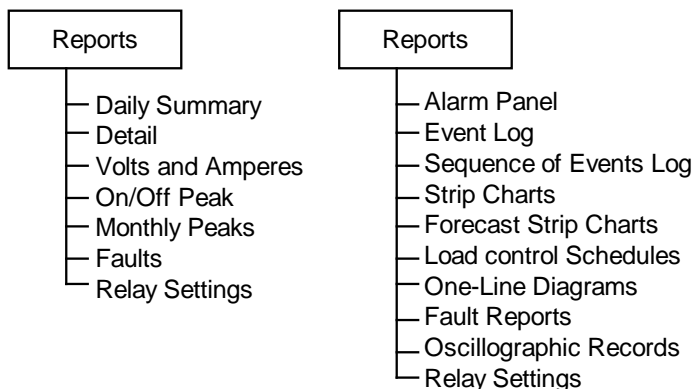 Reports
Daily Summary
Detail
Volts and Amperes
On/Off Peak
Monthly Peaks
Faults
Relay Settings
Reports
Alarm Panel
Event Log
Sequence of Events Log
Strip Charts
Forecast Strip Charts
Load control Schedules
One-Line Diagrams
Fault Reports
Oscillographic Records
Relay Settings